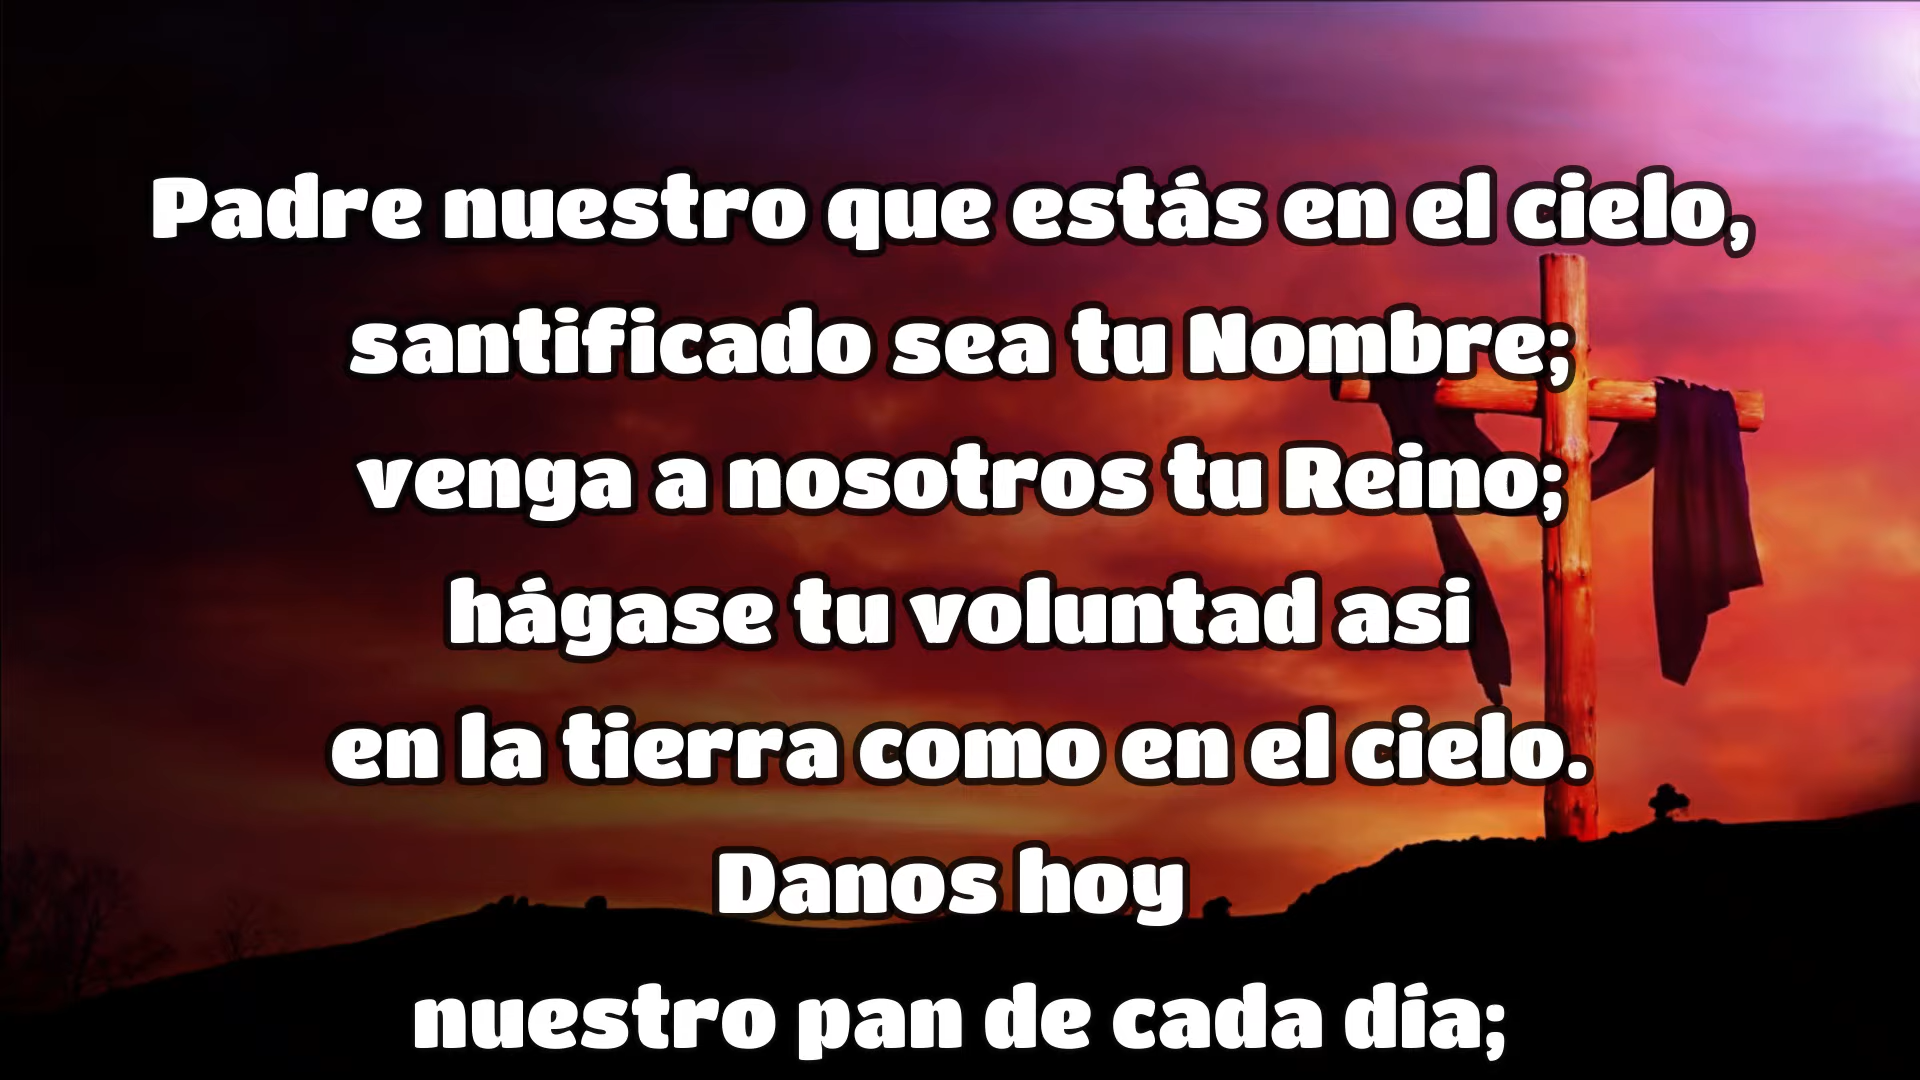 Padre nuestro que estás en el cielo,
santificado sea tu Nombre;
venga a nosotros tu Reino;
hágase tu voluntad asi
en la tierra como en el cielo.
Danos hoy
nuestro pan de cada día;